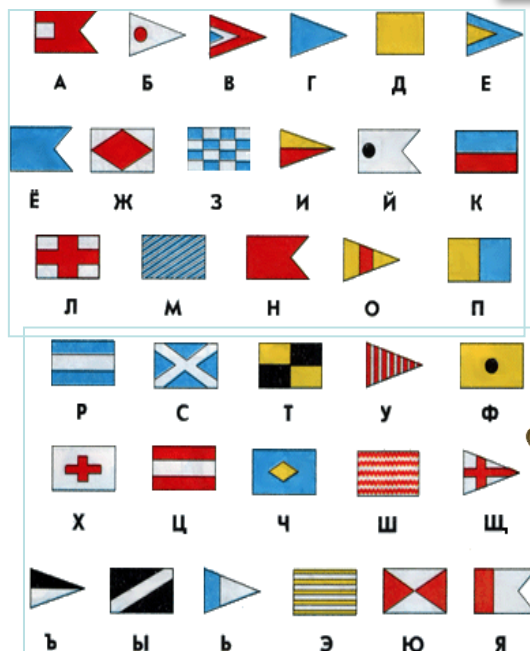 А Б В Г Д Е
Ё Ж З И Й К
Л М Н О П
Р С Т У Ф
Х Ц Ч Ш Щ
Ъ Ы Ь Э Ю Я